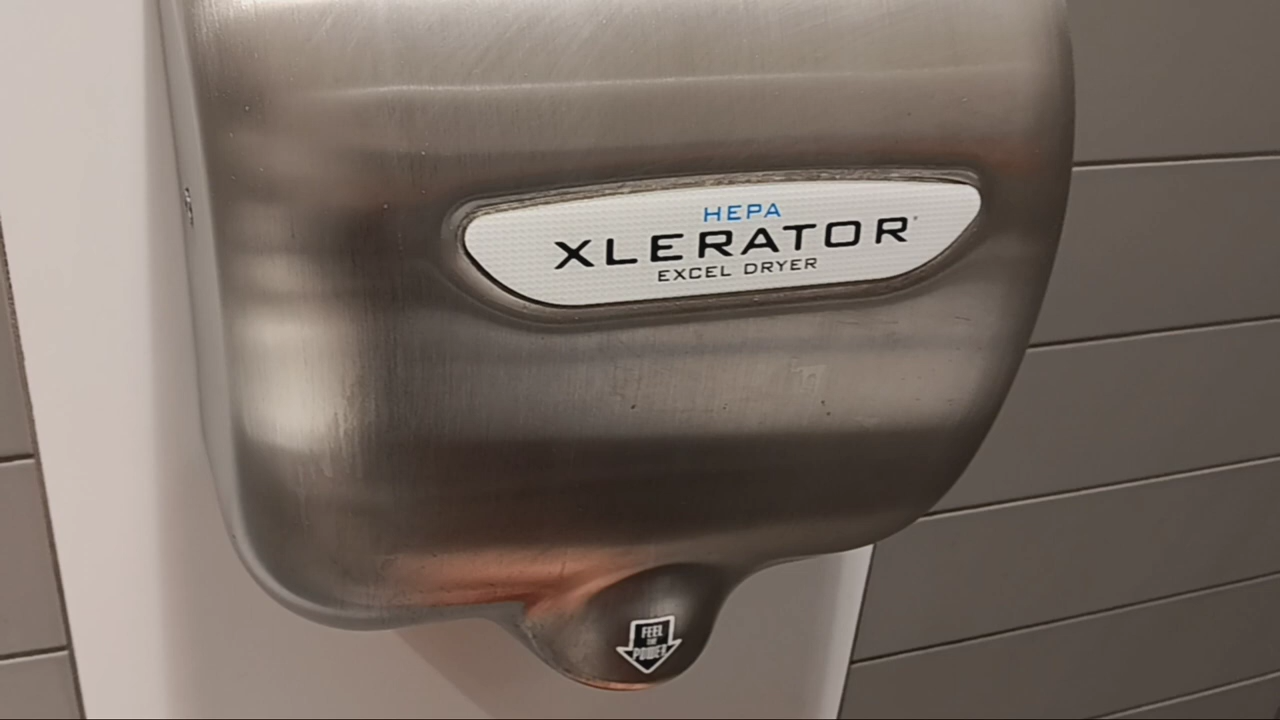 HEPA
XLERATOR®
EXCEL DRYER
FEEL
THE
POWER